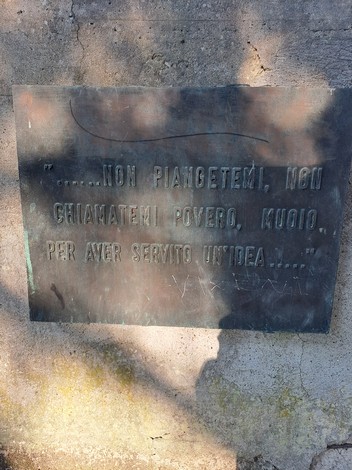 "......NON PIANGETEMI, NON
CHIAMATEMI POVERO, MUOIO
PER AVER SERVITO UN'IDEA....."